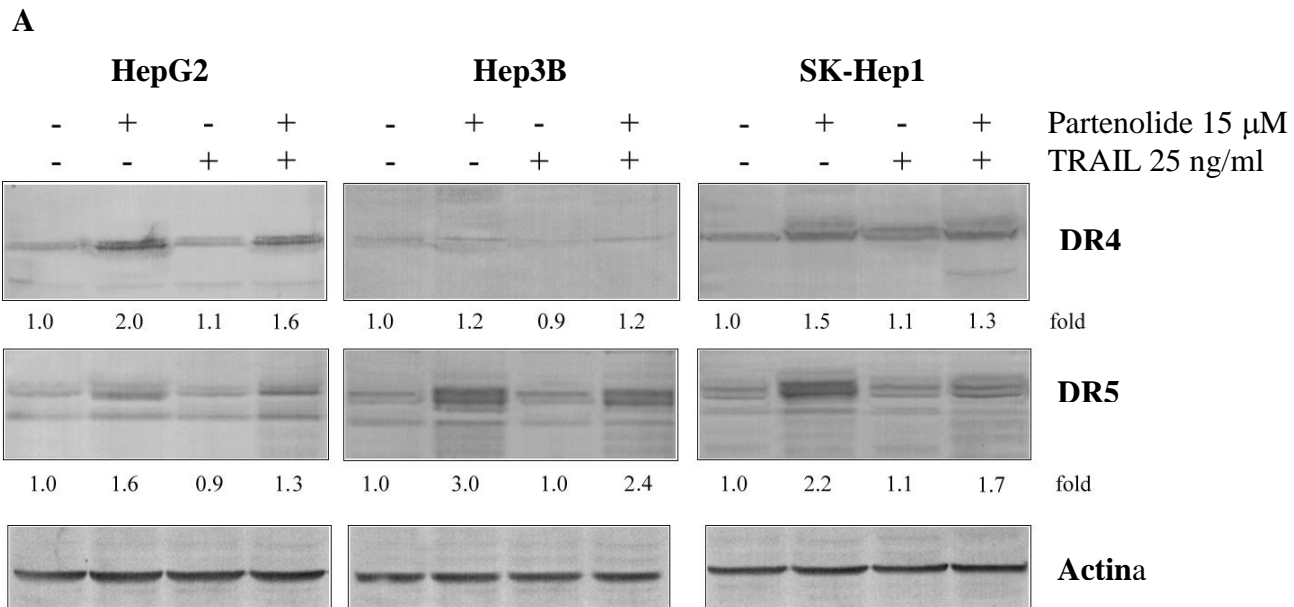 A
HepG2 Hep3B SK-Hep1
- + - + - + - + - + - + Partenolide 15 μM
- - + + - - + + - - + + TRAIL 25 ng/ml
DR4
1.0 2.0 1.1 1.6 1.0 1.2 0.9 1.2 1.0 1.5 1.1 1.3 fold
DR5
1.0 1.6 0.9 1.3 1.0 3.0 1.0 2.4 1.0 2.2 1.1 1.7 fold
Actina